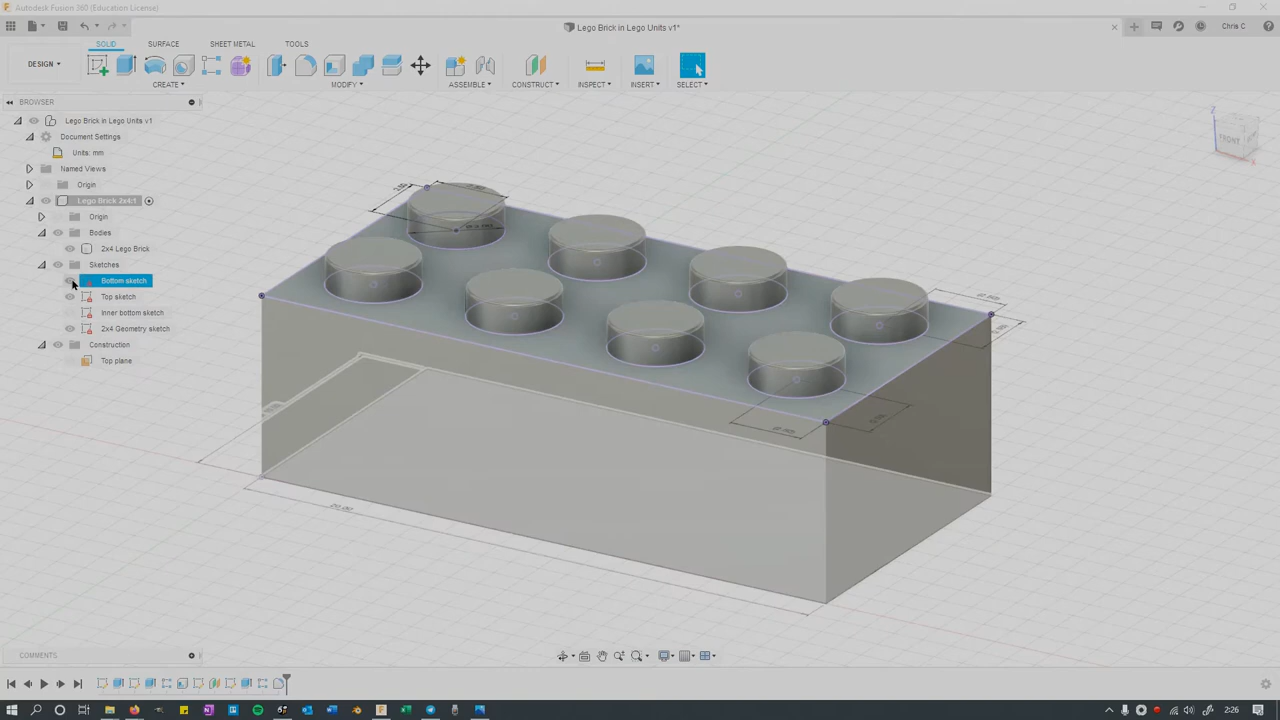 Autodesk Fusion 360 (Education License)
Lego Brick in Lego Units v1*
Chris C
SOLID SURFACE SHEET METAL TOOLS
DESIGN
CREATE MODIFY ASSEMBLE CONSTRUCT INSPECT INSERT SELECT
BROWSER
Lego Brick in Lego Units v1
Document Settings
Units: mm
Named Views
Origin
Lego Brick 2x4:1
Origin
Bodies
2x4 Lego Brick
Sketches
Bottom sketch
Top sketch
Inner bottom sketch
2x4 Geometry sketch
Construction
Top plane
FRONT
Z
X
COMMENTS
2:26